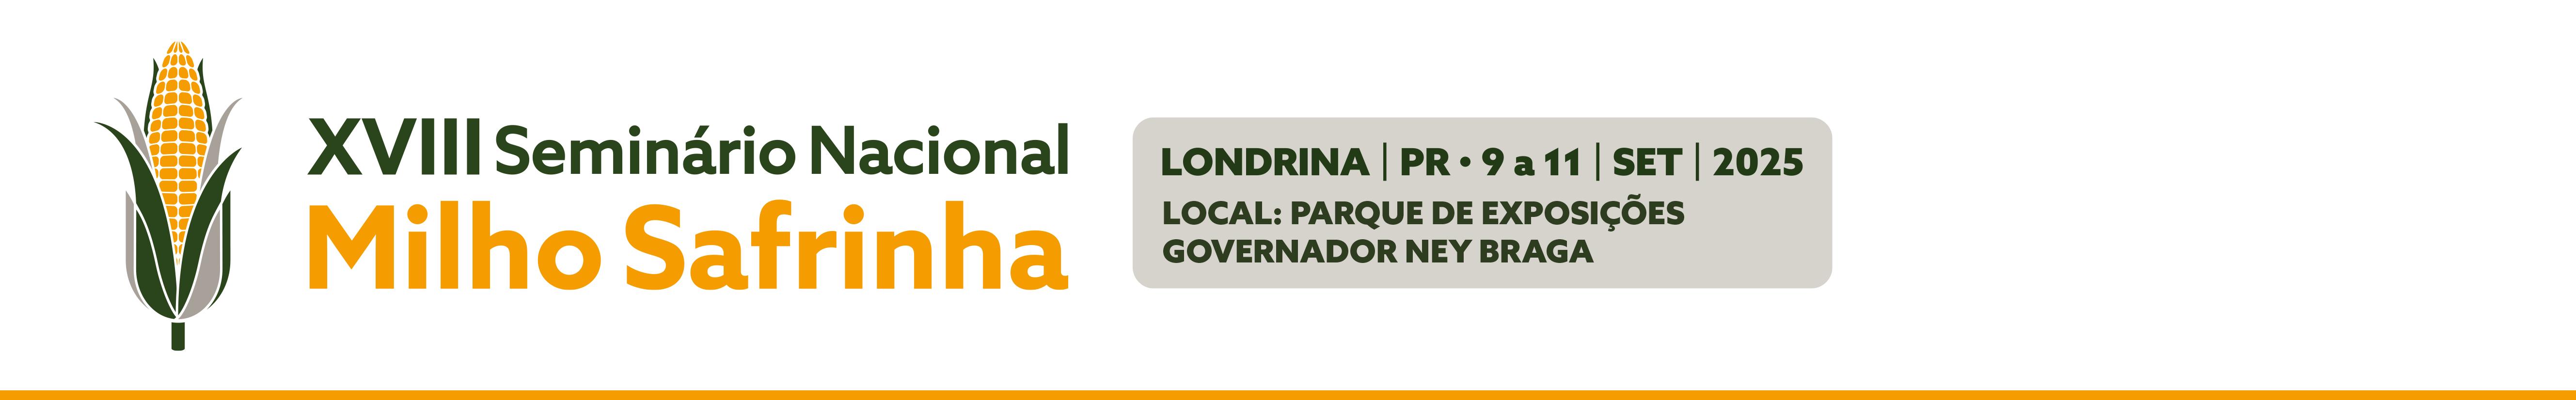 XVIII Seminário Nacional
Milho Safrinha
LONDRINA | PR • 9 a 11 | SET | 2025
LOCAL: PARQUE DE EXPOSIÇÕES
GOVERNADOR NEY BRAGA